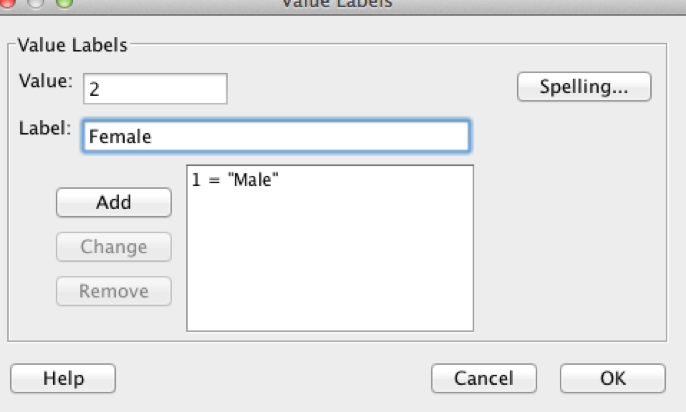 Value Labels
Value Labels
Value: 2
Spelling...
Label: Female
1 = "Male"
Add
Change
Remove
Help
Cancel
OK